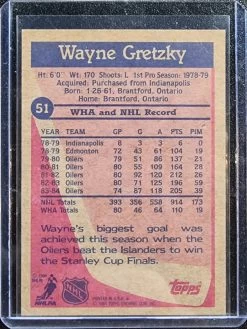 Wayne Gretzky
Ht: 6'0" Wt: 170 Shoots: L 1st Pro Season: 1978-79
Acquired: Purchased from Indianapolis
Born: 1-26-61, Brantford, Ontario
Home: Brantford, Ontario
51
WHA and NHL Record
YEAR TEAM GP G A PTS PIM
78-79 Indianapolis 8 3 3 6 0
78-79 Edmonton 72 43 61 104 19
79-80 Oilers 79 51 86 137 21
80-81 Oilers 80 55 109 164 28
81-82 Oilers 80 92 120 212 26
82-83 Oilers 80 71 125 196 59
83-84 Oilers 74 87 118 205 39
NHL Totals 393 356 558 914 173
WHA Totals 80 46 64 110 19
Wayne's biggest goal was
achieved this season when the
Oilers beat the Islanders to win
the Stanley Cup Finals.
NHLPA
NHL
Topps